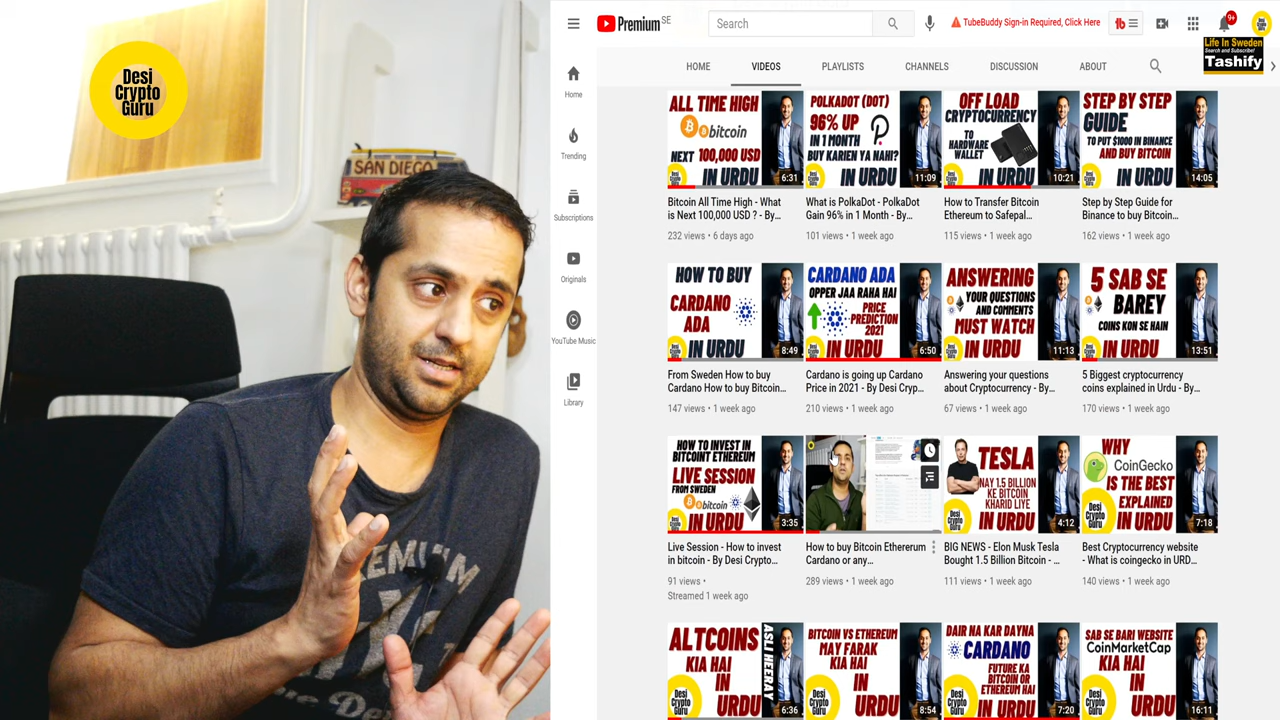 Desi
Crypto
Guru
SAN DIEGO
Premium SE
Search
TubeBuddy Sign-in Required, Click Here
tb
9+
Life In Sweden
Search and Subscribe!
Tashify
HOME
VIDEOS
PLAYLISTS
CHANNELS
DISCUSSION
ABOUT
Home
Trending
Subscriptions
Originals
YouTube Music
Library
ALL TIME HIGH
bitcoin
NEXT 100,000 USD
IN URDU
6:31
POLKADOT (DOT)
96% UP
IN 1 MONTH
BUY KARIEN YA NAHI?
IN URDU
11:09
OFF LOAD
CRYPTOCURRENCY
TO
HARDWARE
WALLET
IN URDU
10:21
STEP BY STEP
GUIDE
TO PUT $1000 IN BINANCE
AND BUY BITCOIN
IN URDU
14:05
Bitcoin All Time High - What
is Next 100,000 USD ? - By...
232 views • 6 days ago
What is PolkaDot - PolkaDot
Gain 96% in 1 Month - By...
101 views • 1 week ago
How to Transfer Bitcoin
Ethereum to Safepal...
115 views • 1 week ago
Step by Step Guide for
Binance to buy Bitcoin...
162 views • 1 week ago
HOW TO BUY
CARDANO
ADA
IN URDU
8:49
CARDANO ADA
OPPER JAA RAHA HAI
PRICE
PREDICTION
2021
IN URDU
6:50
ANSWERING
YOUR QUESTIONS
AND COMMENTS
MUST WATCH
IN URDU
11:13
5 SAB SE
BAREY
COINS KON SE HAIN
IN URDU
13:51
From Sweden How to buy
Cardano How to buy Bitcoin...
147 views • 1 week ago
Cardano is going up Cardano
Price in 2021 - By Desi Cryp...
210 views • 1 week ago
Answering your questions
about Cryptocurrency - By...
67 views • 1 week ago
5 Biggest cryptocurrency
coins explained in Urdu - By...
170 views • 1 week ago
HOW TO INVEST IN
BITCOINT ETHEREUM
LIVE SESSION
FROM SWEDEN
bitcoin
IN URDU
3:35
TESLA
NAY 1.5 BILLION
KE BITCOIN
KHARID LIYE
IN URDU
4:12
WHY
CoinGecko
IS THE BEST
EXPLAINED
IN URDU
7:18
Live Session - How to invest
in bitcoin - By Desi Crypto...
91 views •
Streamed 1 week ago
How to buy Bitcoin Ethererum
Cardano or any...
289 views • 1 week ago
BIG NEWS - Elon Musk Tesla
Bought 1.5 Billion Bitcoin - ...
111 views • 1 week ago
Best Cryptocurrency website
- What is coingecko in URD...
140 views • 1 week ago
ALTCOINS
KIA HAI
IN
URDU
ASLI HEERAY
6:36
BITCOIN VS ETHEREUM
MAY FARAK
KIA HAI
IN
URDU
8:54
DAIR NA KAR DAYNA
CARDANO
FUTURE KA
BITCOIN OR
ETHEREUM HAI
7:20
SAB SE BARI WEBSITE
CoinMarketCap
KIA HAI
IN
URDU
16:11